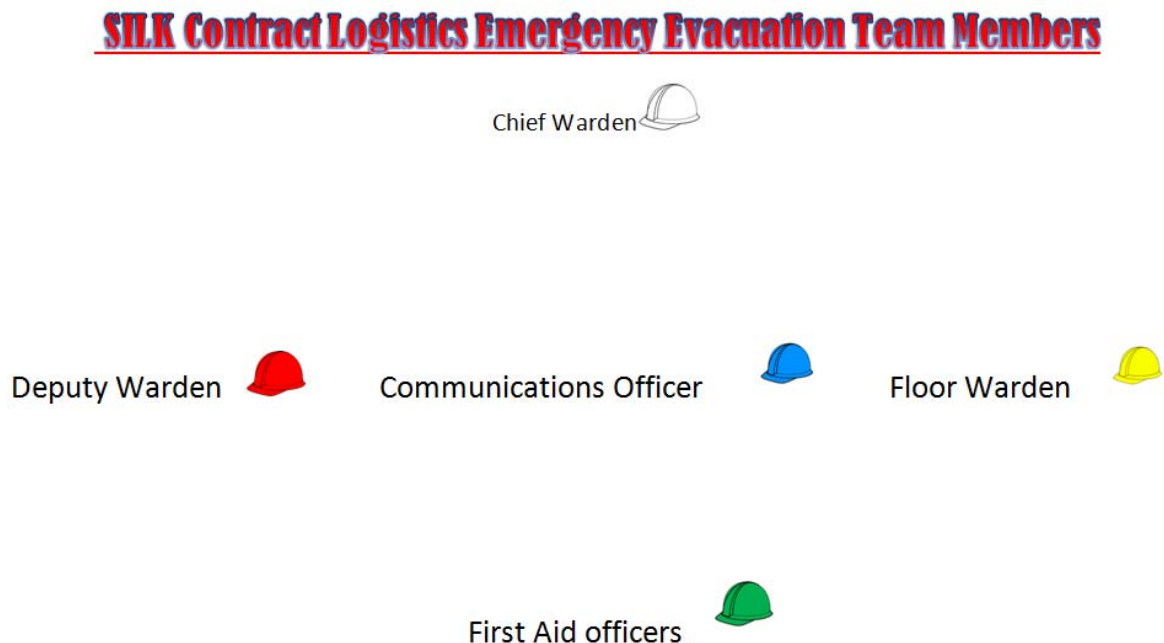 SILK Contract Logistics Emergency Evacuation Team Members
Chief Warden
Deputy Warden
Communications Officer
Floor Warden
First Aid officers